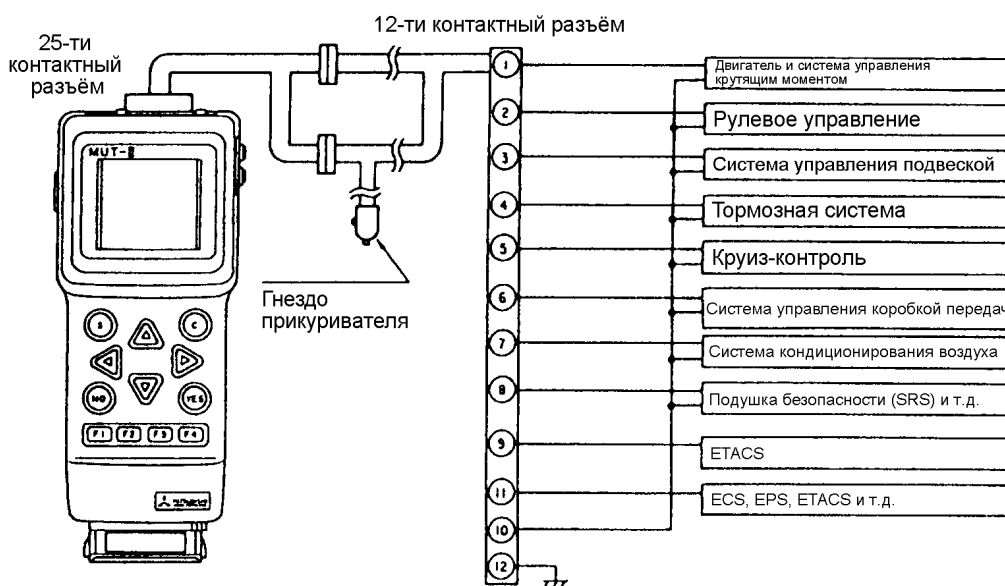 12-ти контактный разъём
25-ти
контактный
разъём
MUT-II
S
C
NO
YES
F1
F2
F3
F4
Гнездо
прикуривателя
1
Двигатель и система управления
крутящим моментом
2
Рулевое управление
3
Система управления подвеской
4
Тормозная система
5
Круиз-контроль
6
Система управления коробкой передач
7
Система кондиционирования воздуха
8
Подушка безопасности (SRS) и т.д.
9
ETACS
11
ECS, EPS, ETACS и т.д.
10
12